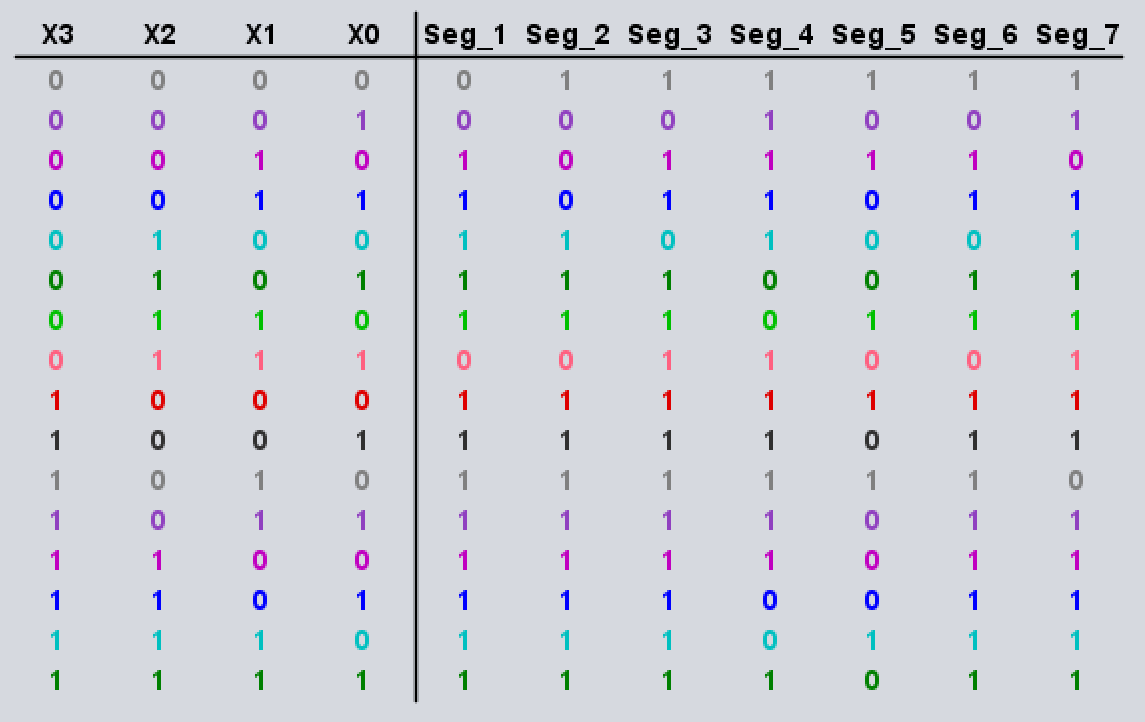 X3 X2 X1 X0 Seg_1 Seg_2 Seg_3 Seg_4 Seg_5 Seg_6 Seg_7
0 0 0 0 0 1 1 1 1 1 1
0 0 0 1 0 0 0 1 0 0 1
0 0 1 0 1 0 1 1 1 1 0
0 0 1 1 1 0 1 1 0 1 1
0 1 0 0 1 1 0 1 0 0 1
0 1 0 1 1 1 1 0 0 1 1
0 1 1 0 1 1 1 0 1 1 1
0 1 1 1 0 0 1 1 0 0 1
1 0 0 0 1 1 1 1 1 1 1
1 0 0 1 1 1 1 1 0 1 1
1 0 1 0 1 1 1 1 1 1 0
1 0 1 1 1 1 1 1 0 1 1
1 1 0 0 1 1 1 1 0 1 1
1 1 0 1 1 1 1 0 0 1 1
1 1 1 0 1 1 1 0 1 1 1
1 1 1 1 1 1 1 1 0 1 1